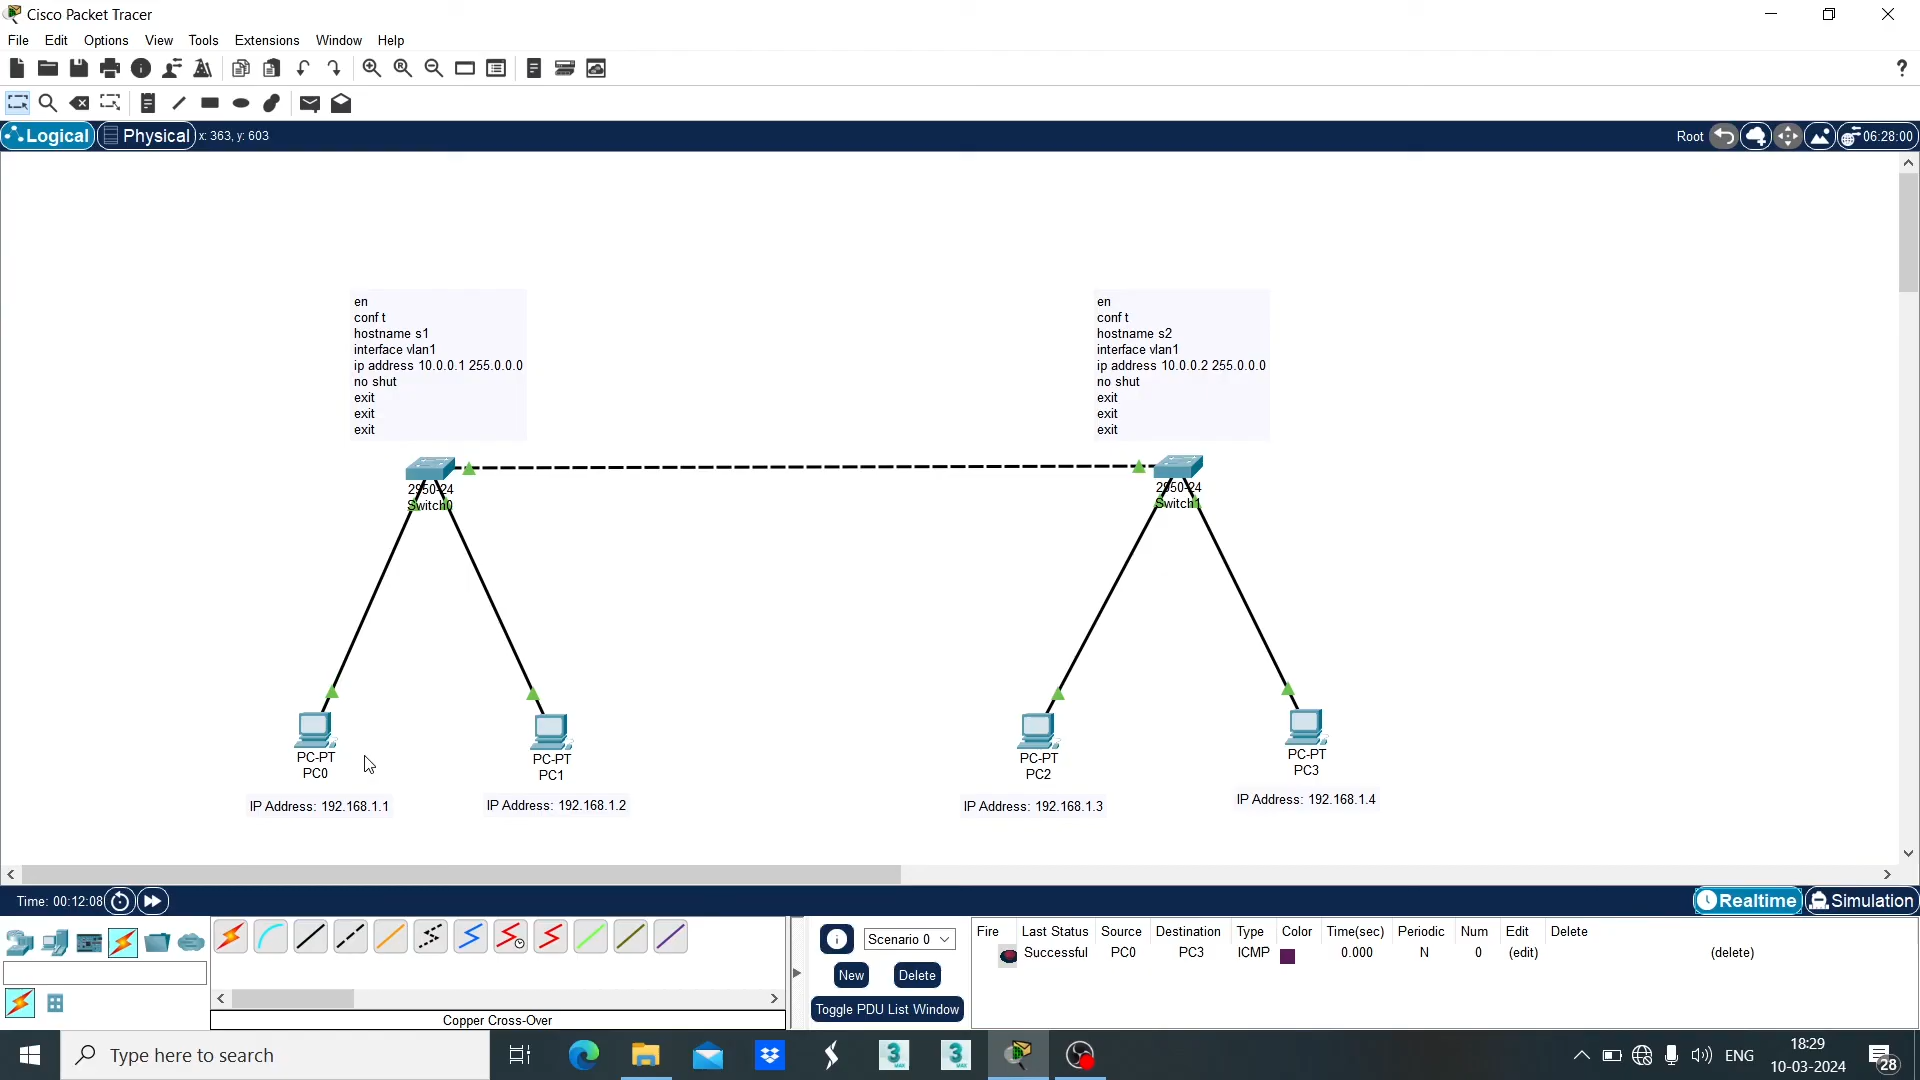 Cisco Packet Tracer
File Edit Options View Tools Extensions Window Help
?
Logical Physical x: 363, y: 603 Root 06:28:00
en
conf t
hostname s1
interface vlan1
ip address 10.0.0.1 255.0.0.0
no shut
exit
exit
exit
en
conf t
hostname s2
interface vlan1
ip address 10.0.0.2 255.0.0.0
no shut
exit
exit
exit
2950-24
Switch0
2950-24
Switch1
PC-PT
PC0
PC-PT
PC1
PC-PT
PC2
PC-PT
PC3
IP Address: 192.168.1.1
IP Address: 192.168.1.2
IP Address: 192.168.1.3
IP Address: 192.168.1.4
Time: 00:12:08 Realtime Simulation
Scenario 0
New Delete
Toggle PDU List Window
Fire Last Status Source Destination Type Color Time(sec) Periodic Num Edit Delete
Successful PC0 PC3 ICMP 0.000 N 0 (edit) (delete)
Copper Cross-Over
Type here to search
3
MAX
3
MAX
ENG
18:29
10-03-2024
28